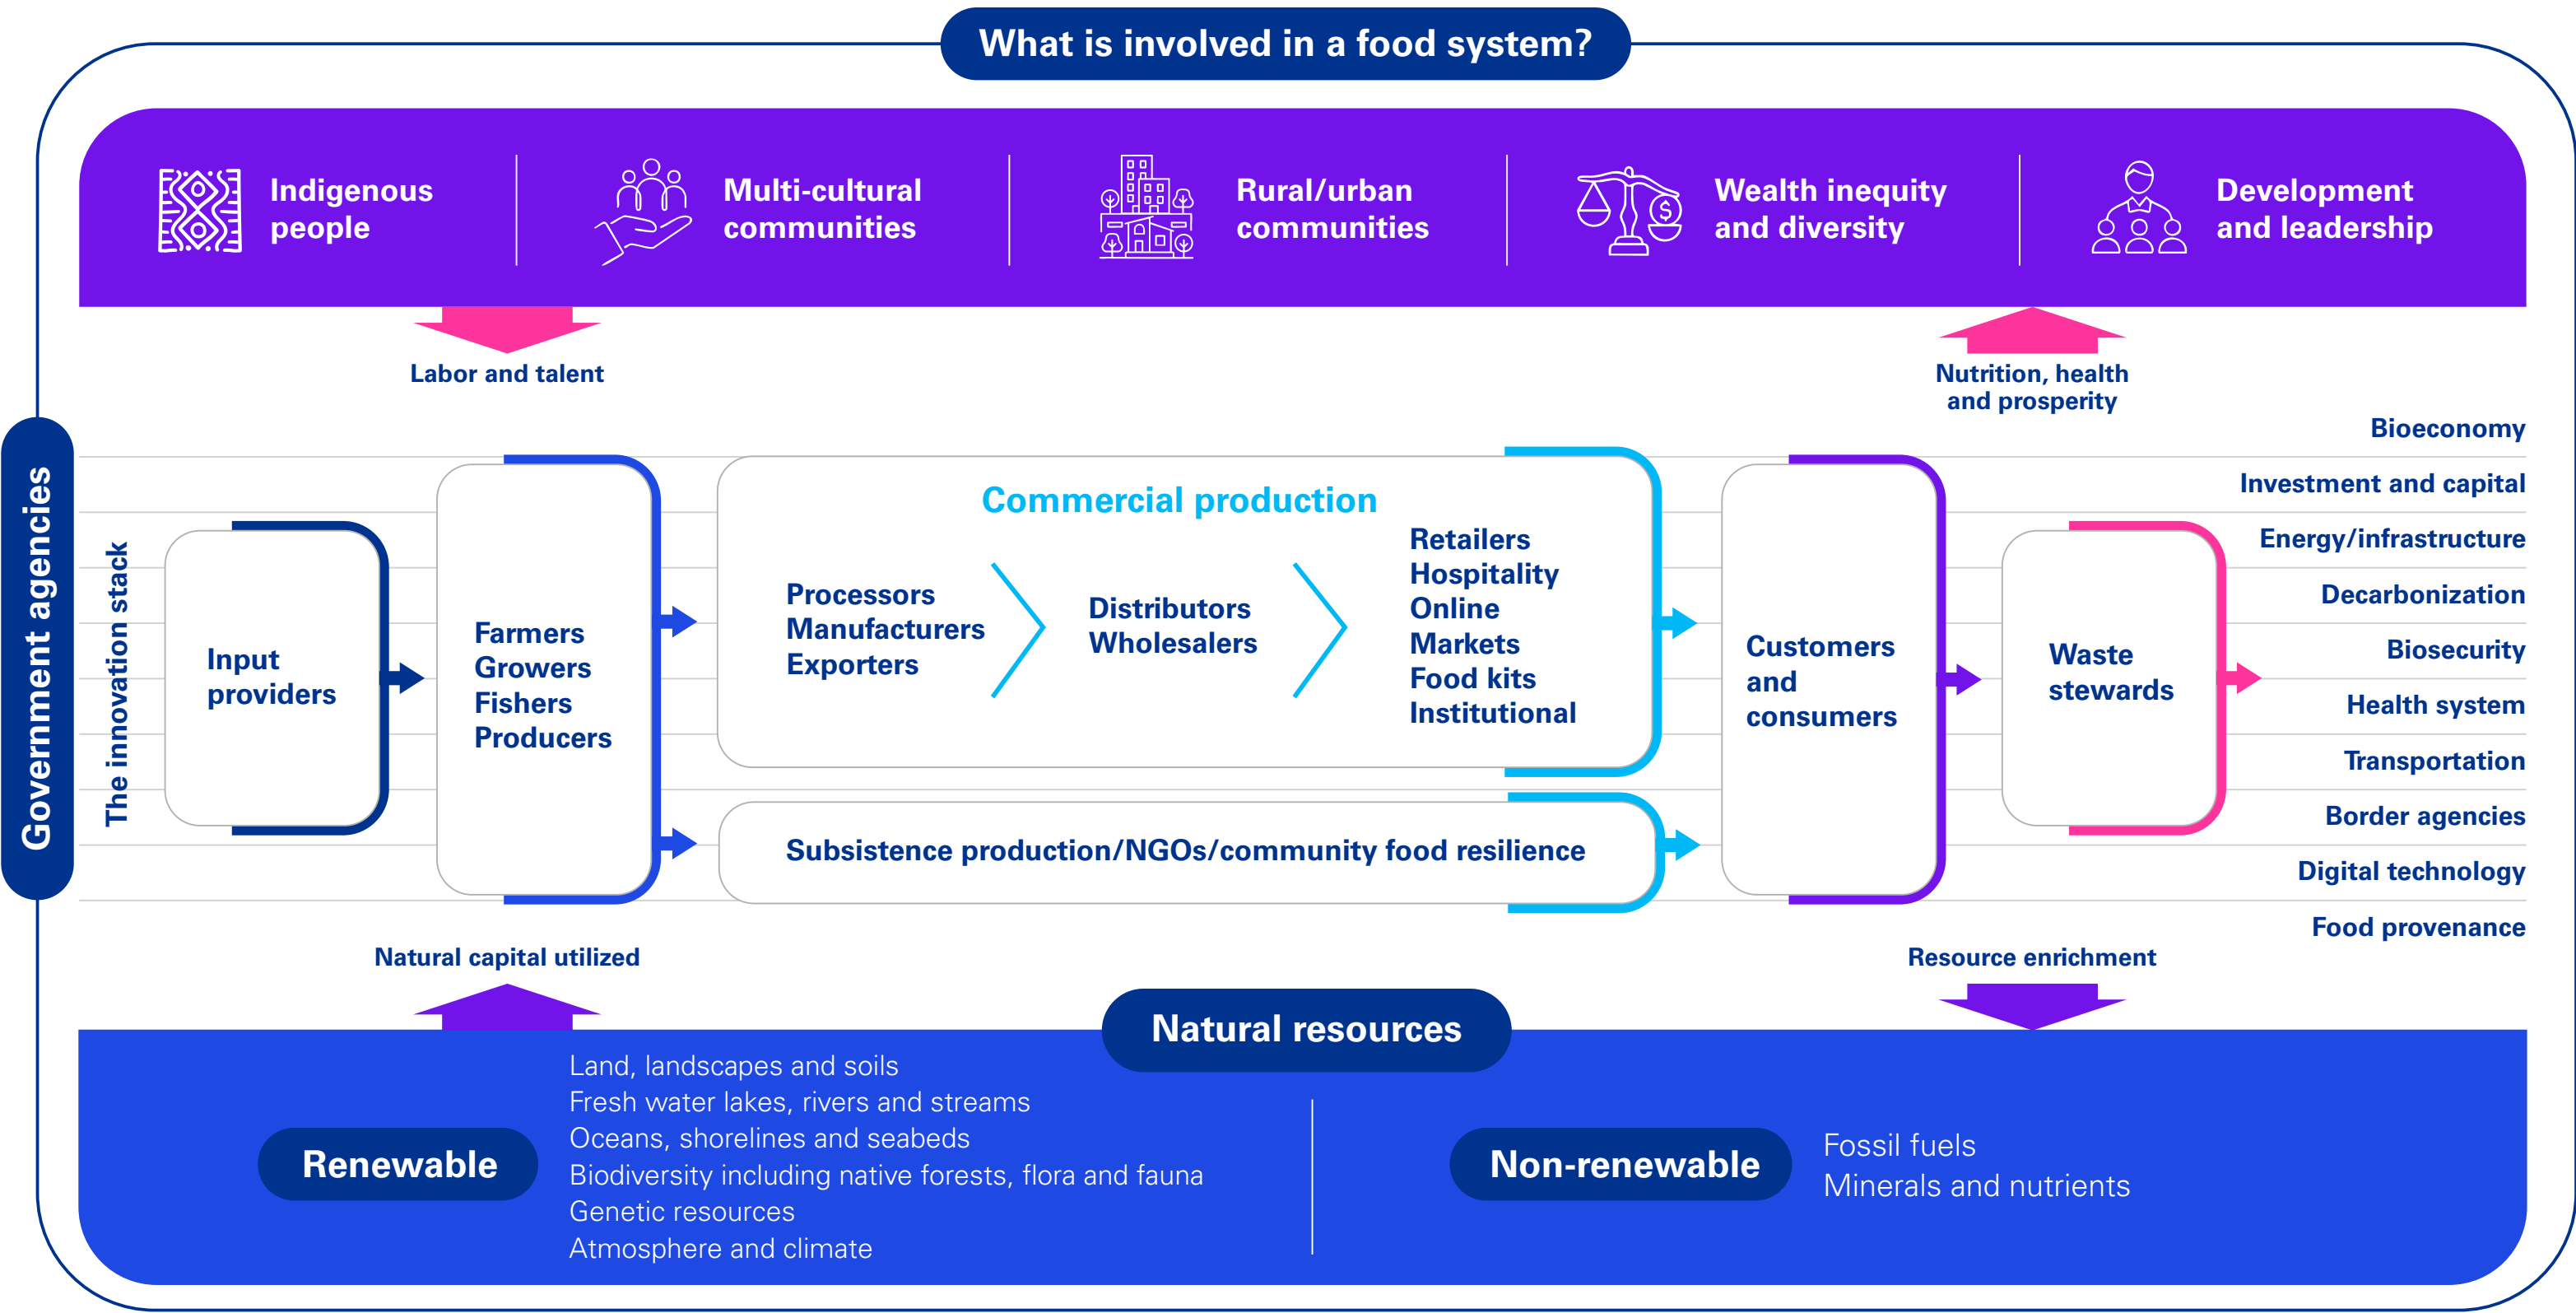 What is involved in a food system?
Indigenous
people
Multi-cultural
communities
Rural/urban
communities
Wealth inequity
and diversity
$
Development
and leadership
Labor and talent
Nutrition, health
and prosperity
Government agencies
The innovation stack
Input
providers
Farmers
Growers
Fishers
Producers
Commercial production
Processors
Manufacturers
Exporters
Distributors
Wholesalers
Retailers
Hospitality
Online
Markets
Food kits
Institutional
Subsistence production/NGOs/community food resilience
Customers
and
consumers
Waste
stewards
Bioeconomy
Investment and capital
Energy/infrastructure
Decarbonization
Biosecurity
Health system
Transportation
Border agencies
Digital technology
Food provenance
Natural capital utilized
Resource enrichment
Natural resources
Renewable
Land, landscapes and soils
Fresh water lakes, rivers and streams
Oceans, shorelines and seabeds
Biodiversity including native forests, flora and fauna
Genetic resources
Atmosphere and climate
Non-renewable
Fossil fuels
Minerals and nutrients